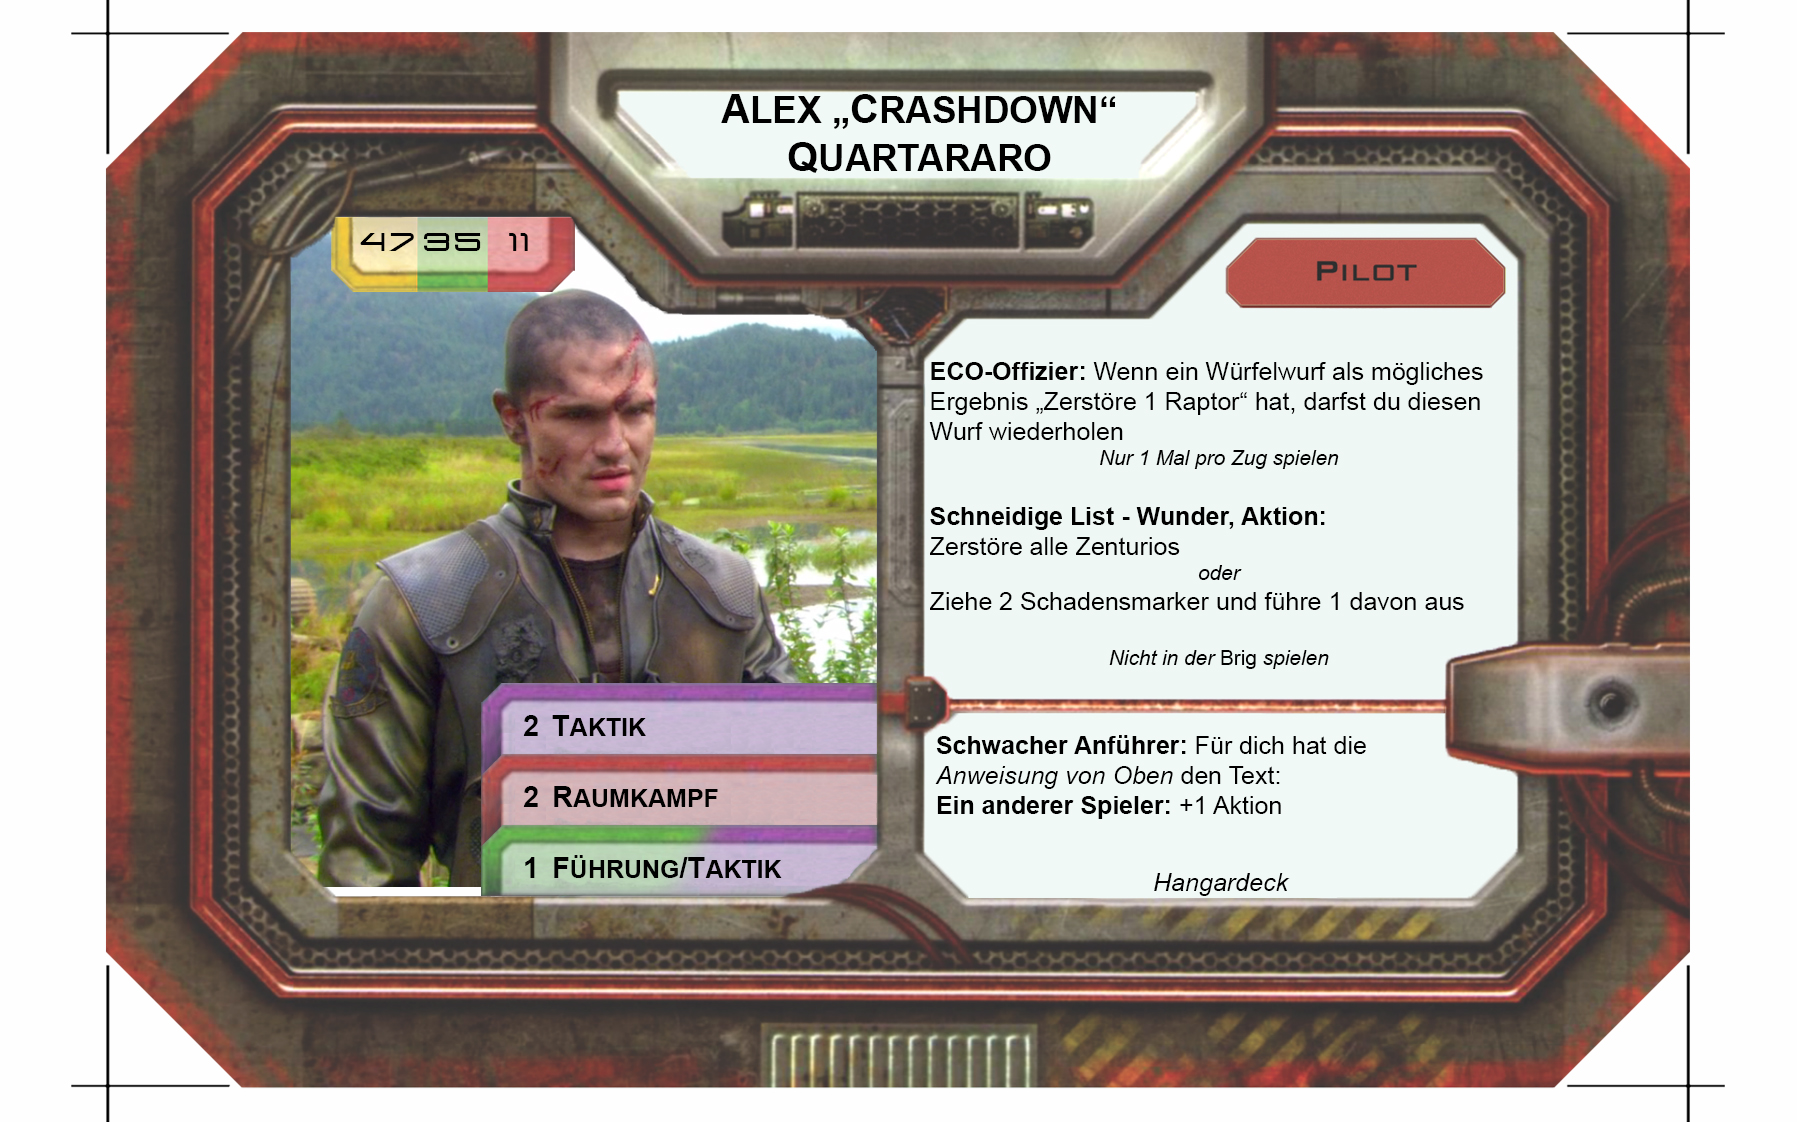 ALEX „CRASHDOWN“
QUARTARARO
47 35 11
PILOT
ECO-Offizier: Wenn ein Würfelwurf als mögliches
Ergebnis „Zerstöre 1 Raptor“ hat, darfst du diesen
Wurf wiederholen
Nur 1 Mal pro Zug spielen
Schneidige List - Wunder, Aktion:
Zerstöre alle Zenturios
oder
Ziehe 2 Schadensmarker und führe 1 davon aus
Nicht in der Brig spielen
2 TAKTIK
2 RAUMKAMPF
1 FÜHRUNG/TAKTIK
Schwacher Anführer: Für dich hat die
Anweisung von Oben den Text:
Ein anderer Spieler: +1 Aktion
Hangardeck